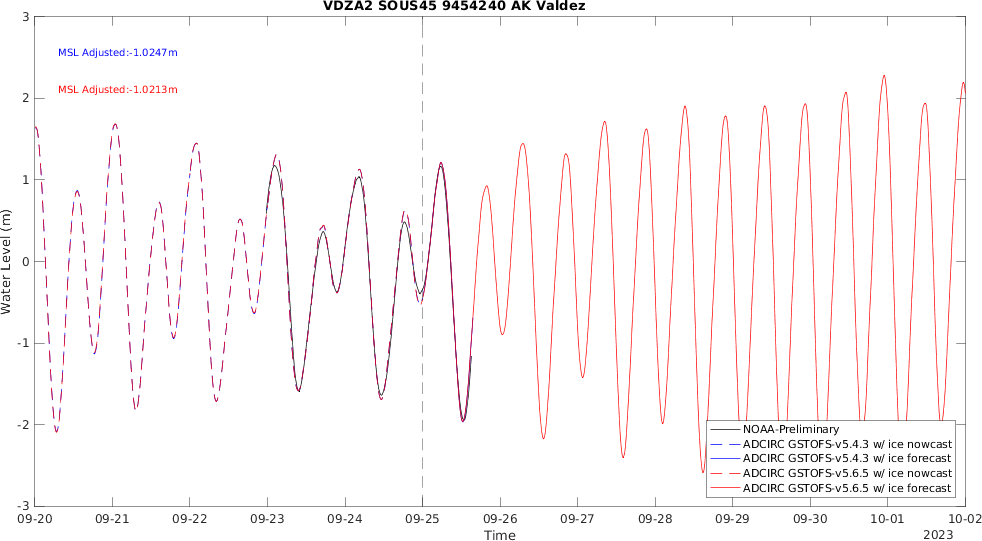 VDZA2 SOUS45 9454240 AK Valdez
MSL Adjusted:-1.0247m
MSL Adjusted:-1.0213m
Water Level (m)
3
2
1
0
-1
-2
-3
NOAA-Preliminary
ADCIRC GSTOFS-v5.4.3 w/ ice nowcast
ADCIRC GSTOFS-v5.4.3 w/ ice forecast
ADCIRC GSTOFS-v5.6.5 w/ ice nowcast
ADCIRC GSTOFS-v5.6.5 w/ ice forecast
09-20 09-21 09-22 09-23 09-24 09-25 09-26 09-27 09-28 09-29 09-30 10-01 10-02
Time
2023